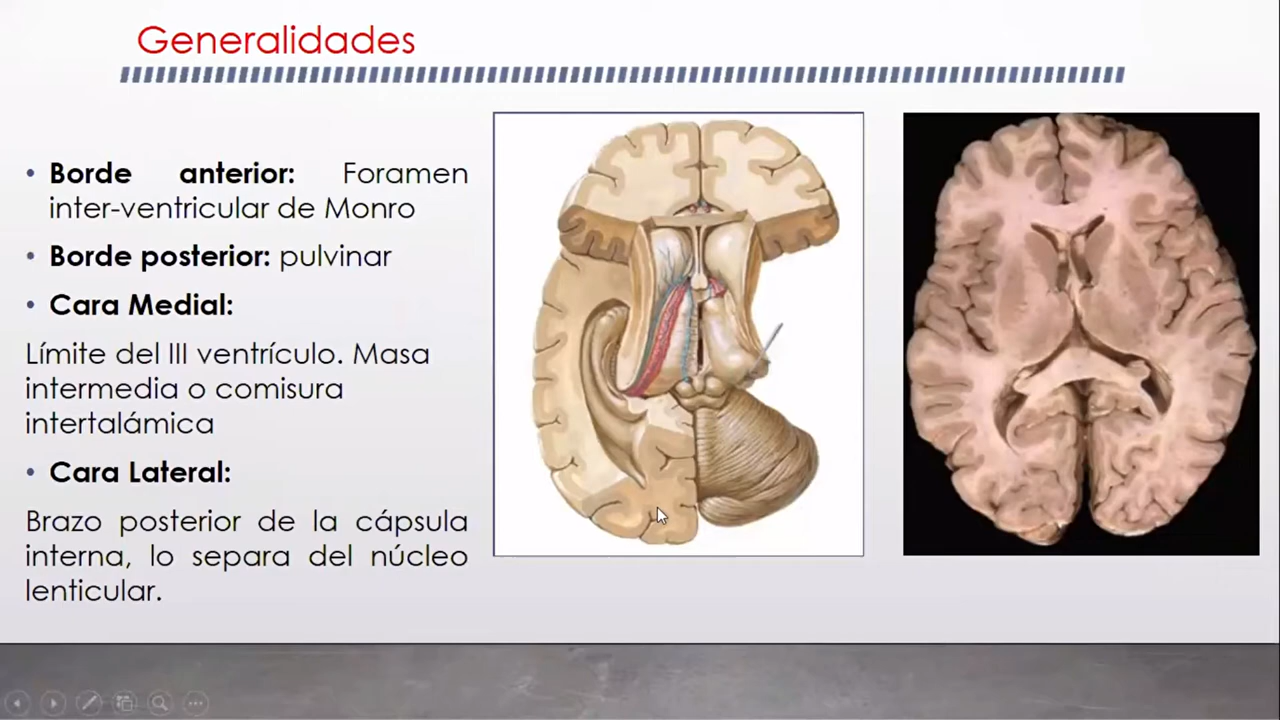 Generalidades
• Borde anterior: Foramen
inter-ventricular de Monro
• Borde posterior: pulvinar
• Cara Medial:
Límite del III ventrículo. Masa
intermedia o comisura
intertalámica
• Cara Lateral:
Brazo posterior de la cápsula
interna, lo separa del núcleo
lenticular.